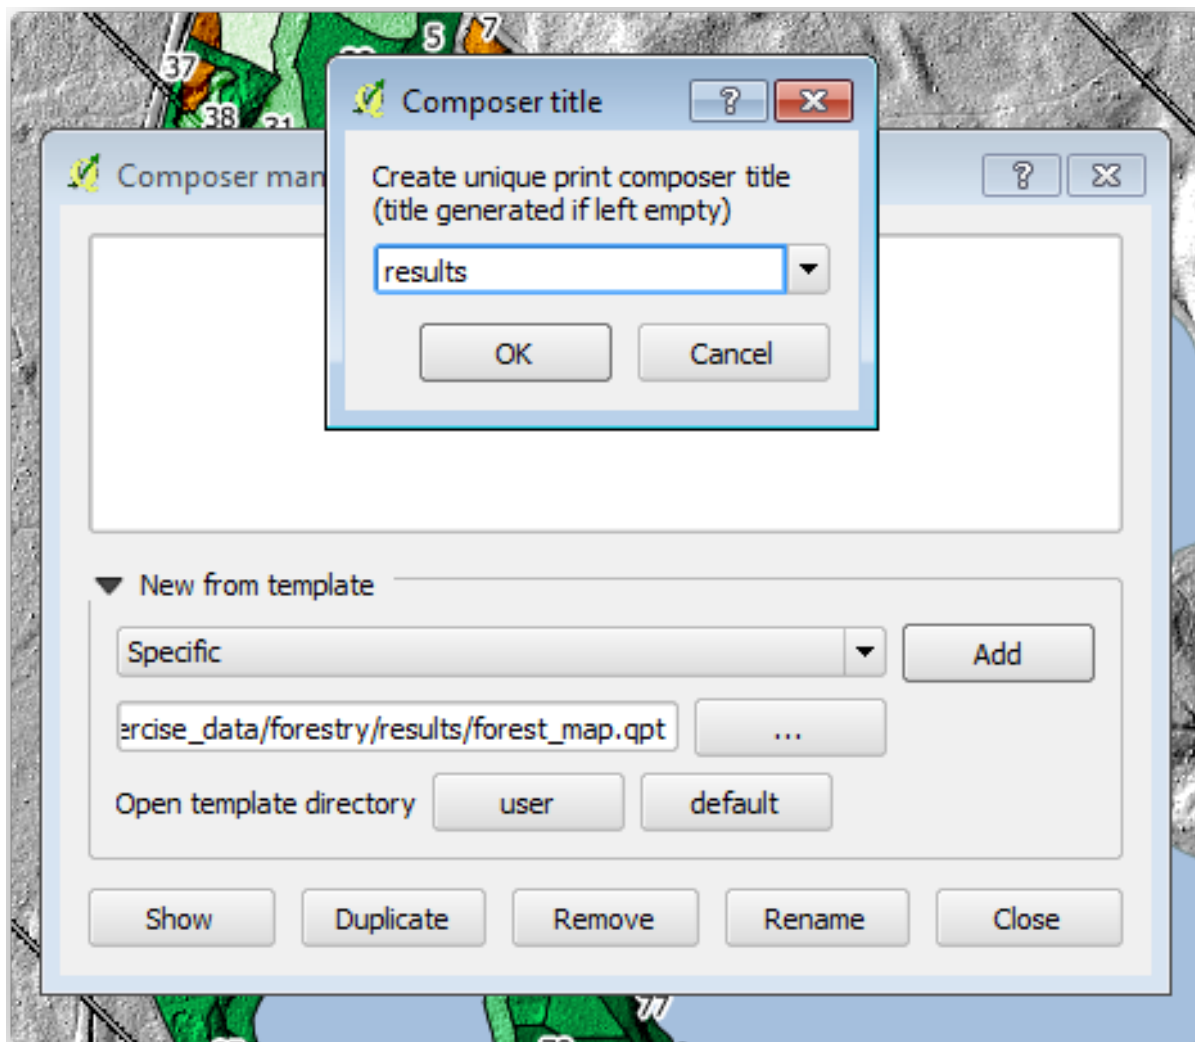 5
7
37
38
31
Composer title
?
Composer man
?
Create unique print composer title
(title generated if left empty)
results
OK
Cancel
New from template
Specific
Add
ercise_data/forestry/results/forest_map.qpt
...
Open template directory
user
default
Show
Duplicate
Remove
Rename
Close
77